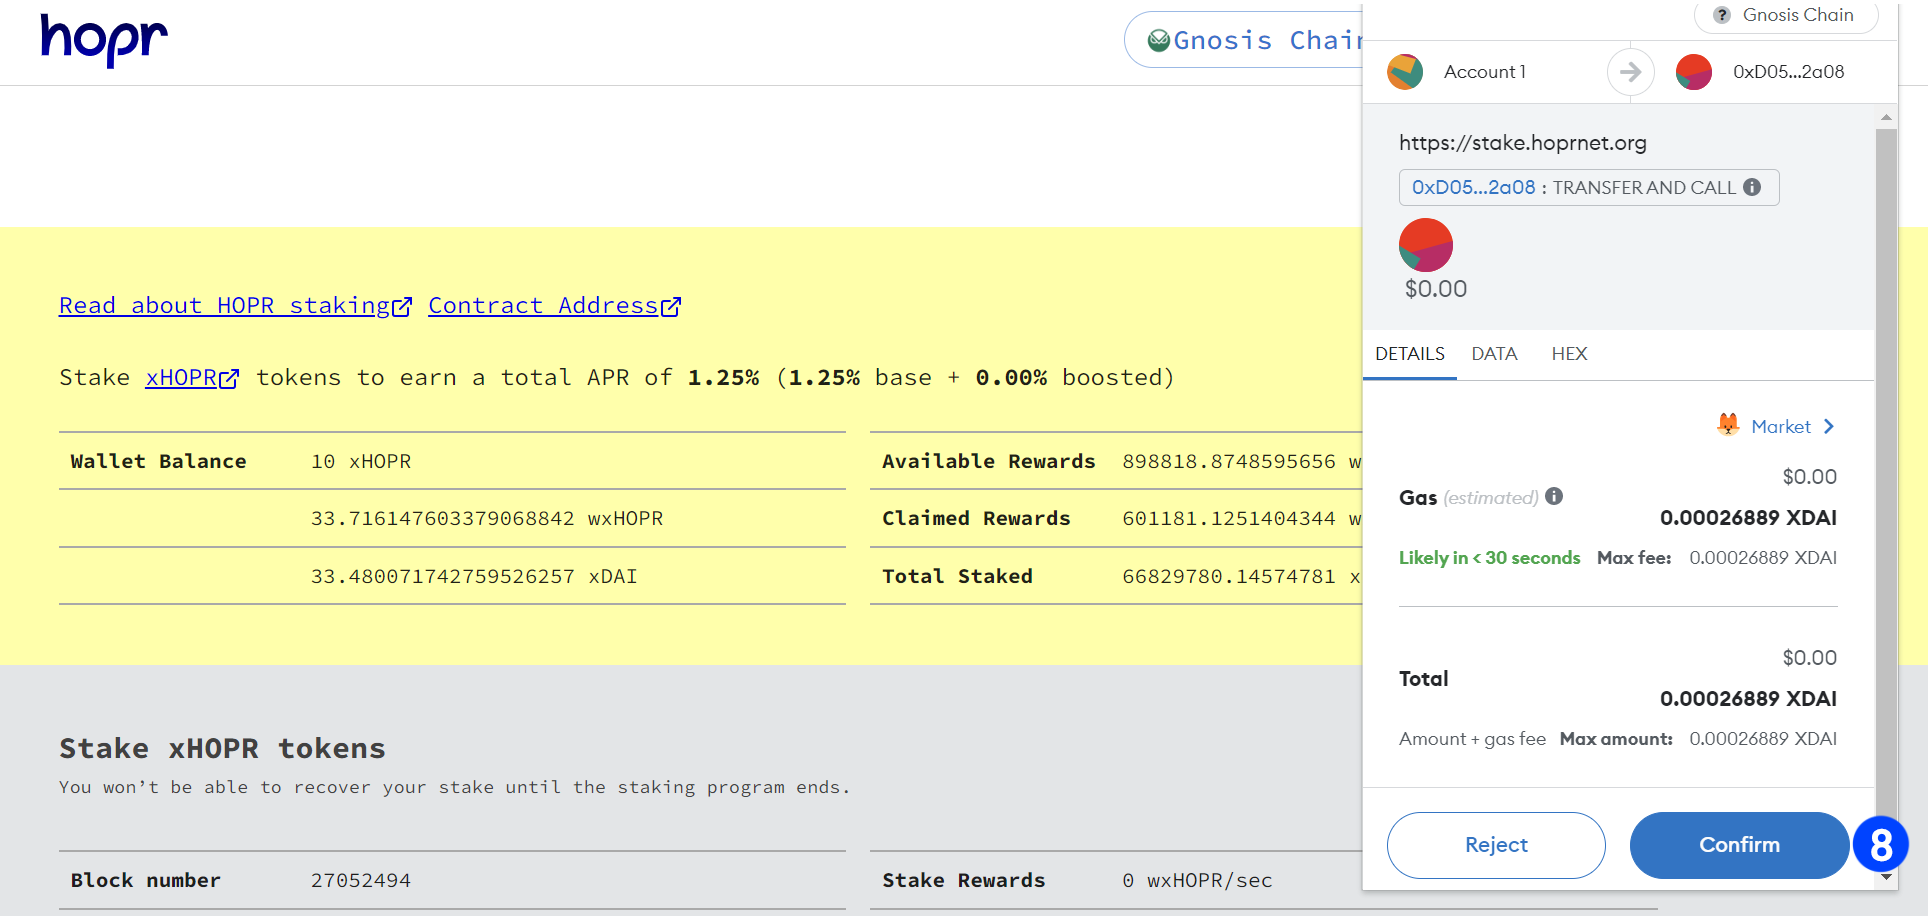 hopr
Gnosis Chain
Read about HOPR staking Contract Address
Stake xHOPR tokens to earn a total APR of 1.25% (1.25% base + 0.00% boosted)
Wallet Balance 10 xHOPR
33.716147603379068842 wxHOPR
33.480071742759526257 xDAI
Available Rewards 898818.8748595656 w
Claimed Rewards 601181.1251404344 w
Total Staked 66829780.14574781 x
Stake xHOPR tokens
You won’t be able to recover your stake until the staking program ends.
Block number 27052494
Stake Rewards 0 wxHOPR/sec
? Gnosis Chain
Account 1 0xD05...2a08
https://stake.hoprnet.org
0xD05...2a08 : TRANSFER AND CALL i
$0.00
DETAILS DATA HEX
Market
$0.00
Gas (estimated) i
0.00026889 XDAI
Likely in < 30 seconds Max fee: 0.00026889 XDAI
$0.00
Total
0.00026889 XDAI
Amount + gas fee Max amount: 0.00026889 XDAI
Reject Confirm 8